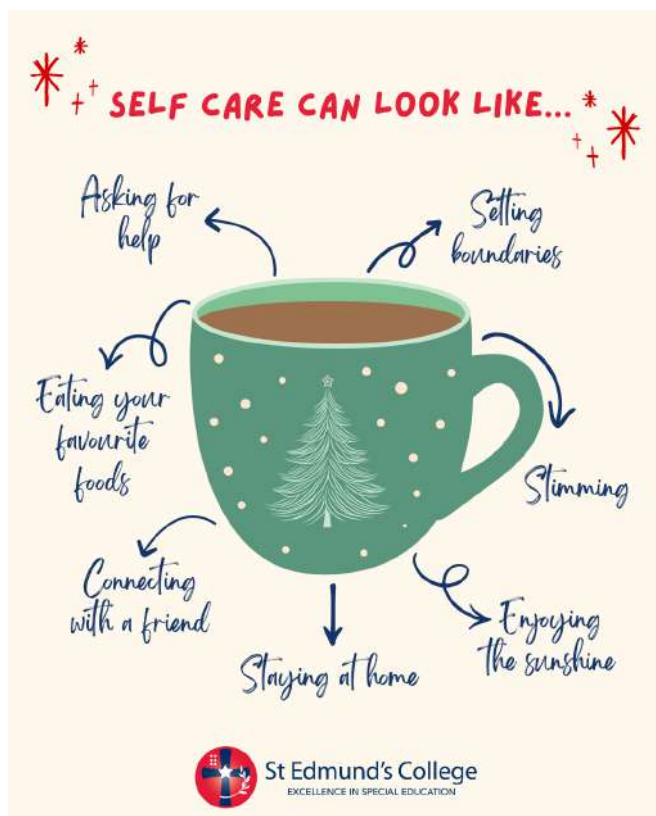 SELF CARE CAN LOOK LIKE...
Asking for
help
Setting
boundaries
Eating your
favourite
foods
Stimming
Connecting
with a friend
Enjoying
the sunshine
Staying at home
St Edmund's College
EXCELLENCE IN SPECIAL EDUCATION